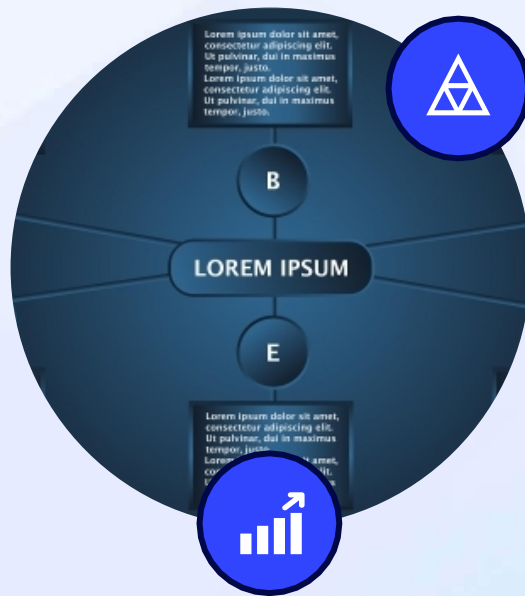 Lorem ipsum dolor sit amet,
consectetur adipiscing elit.
Ut pulvinar, dui in maximus
tempor, justo.
Lorem ipsum dolor sit amet,
consectetur adipiscing elit.
Ut pulvinar, dui in maximus
tempor, justo.
B
LOREM IPSUM
E
Lorem ipsum dolor sit amet,
consectetur adipiscing elit.
Ut pulvinar, dui in maximus
tempor, justo.
amet,
elit.